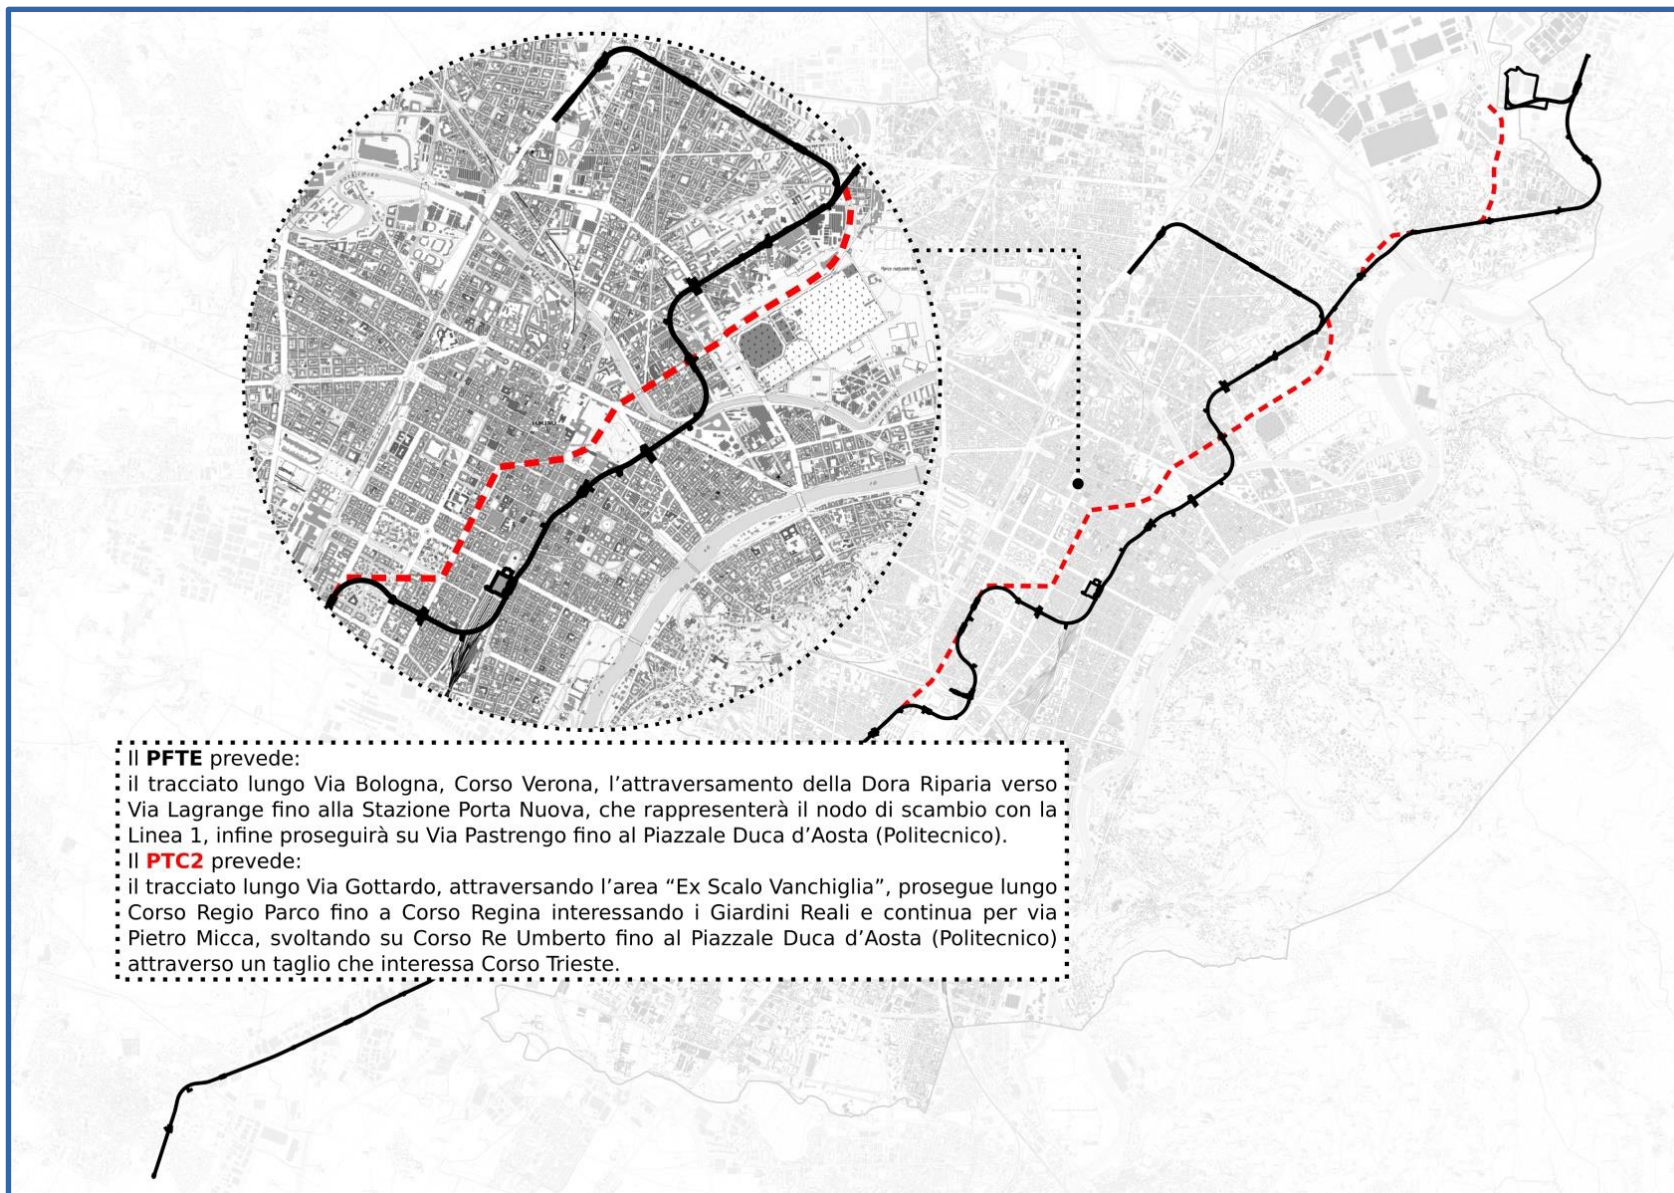 Il PFTE prevede:
il tracciato lungo Via Bologna, Corso Verona, l’attraversamento della Dora Riparia verso
Via Lagrange fino alla Stazione Porta Nuova, che rappresenterà il nodo di scambio con la
Linea 1, infine proseguirà su Via Pastrengo fino al Piazzale Duca d’Aosta (Politecnico).
Il PTC2 prevede:
il tracciato lungo Via Gottardo, attraversando l’area “Ex Scalo Vanchiglia”, prosegue lungo
Corso Regio Parco fino a Corso Regina interessando i Giardini Reali e continua per via
Pietro Micca, svoltando su Corso Re Umberto fino al Piazzale Duca d’Aosta (Politecnico)
attraverso un taglio che interessa Corso Trieste.